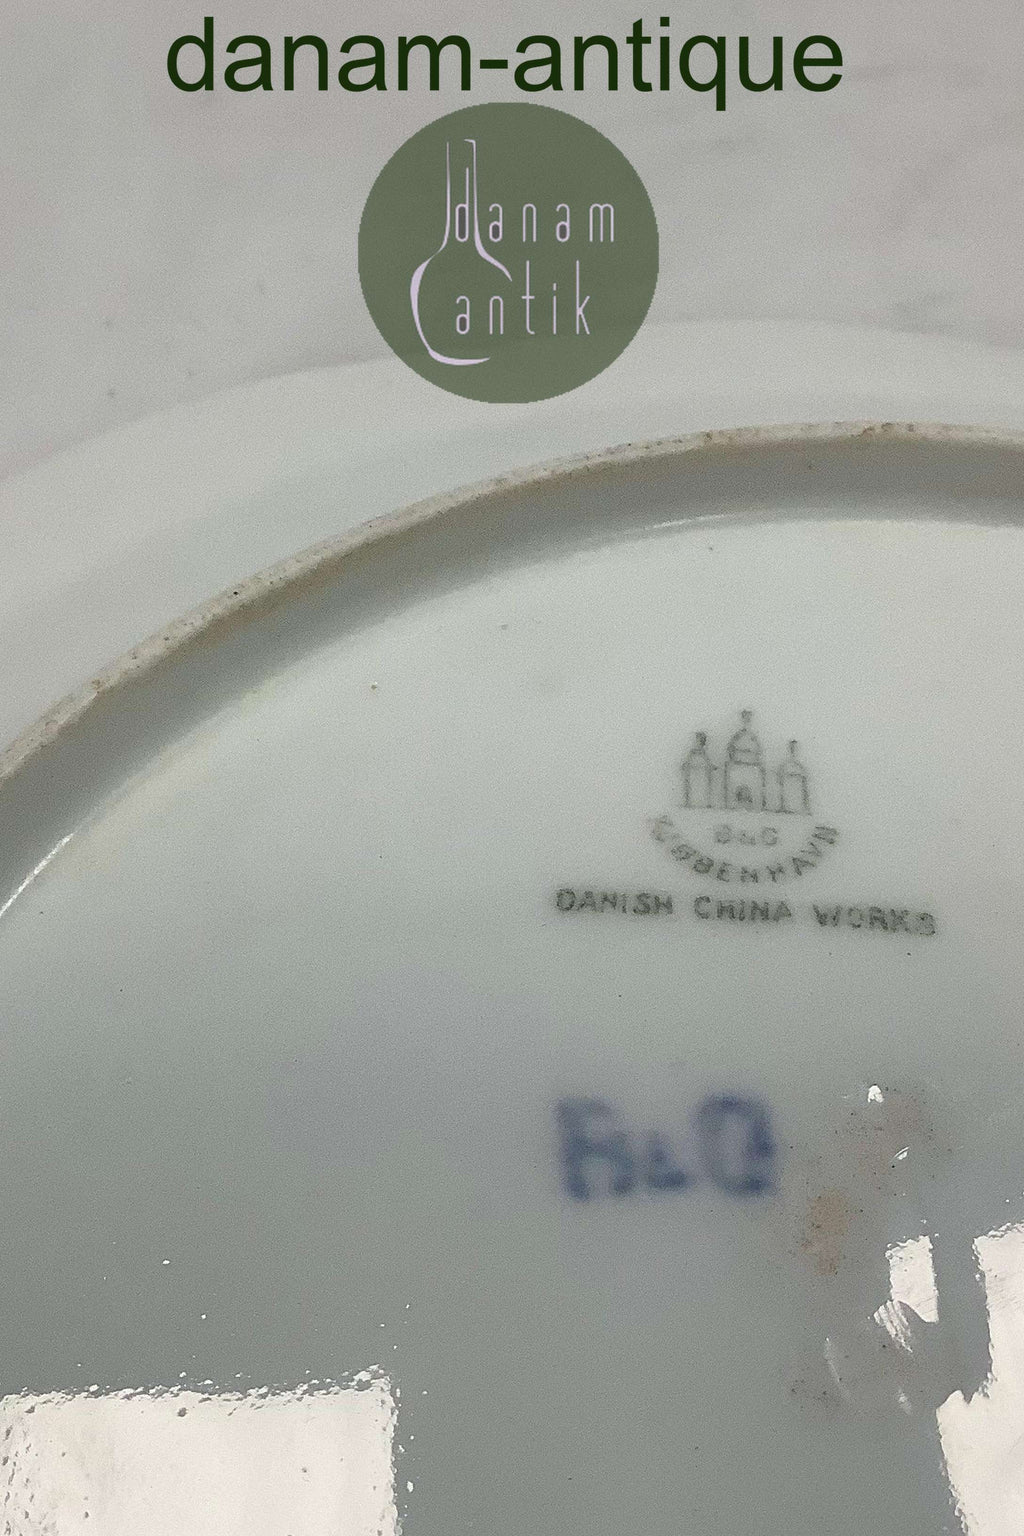 danam-antique
danam
antik
B&G
KØBENHAVN
DANISH CHINA WORKS
B&G